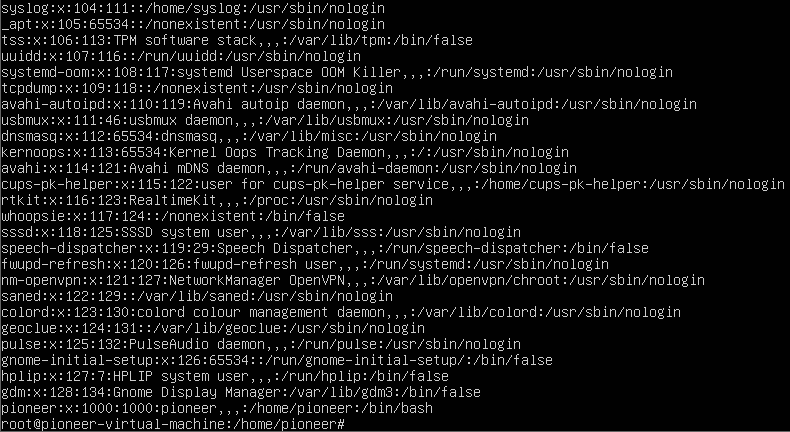 syslog:x:104:111::/home/syslog:/usr/sbin/nologin
_apt:x:105:65534::/nonexistent:/usr/sbin/nologin
tss:x:106:113:TPM software stack,,,:/var/lib/tpm:/bin/false
uuidd:x:107:116::/run/uuidd:/usr/sbin/nologin
systemd-oom:x:108:117:systemd Userspace OOM Killer,,,:/run/systemd:/usr/sbin/nologin
tcpdump:x:109:118::/nonexistent:/usr/sbin/nologin
avahi-autoipd:x:110:119:Avahi autoip daemon,,,:/var/lib/avahi-autoipd:/usr/sbin/nologin
usbmux:x:111:46:usbmux daemon,,,:/var/lib/usbmux:/usr/sbin/nologin
dnsmasq:x:112:65534:dnsmasq,,,:/var/lib/misc:/usr/sbin/nologin
kernoops:x:113:65534:Kernel Oops Tracking Daemon,,,:/:/usr/sbin/nologin
avahi:x:114:121:Avahi mDNS daemon,,,:/run/avahi-daemon:/usr/sbin/nologin
cups-pk-helper:x:115:122:user for cups-pk-helper service,,,:/home/cups-pk-helper:/usr/sbin/nologin
rtkit:x:116:123:RealtimeKit,,,:/proc:/usr/sbin/nologin
whoopsie:x:117:124::/nonexistent:/bin/false
sssd:x:118:125:SSSD system user,,,:/var/lib/sss:/usr/sbin/nologin
speech-dispatcher:x:119:29:Speech Dispatcher,,,:/run/speech-dispatcher:/bin/false
fwupd-refresh:x:120:126:fwupd-refresh user,,,:/run/systemd:/usr/sbin/nologin
nm-openvpn:x:121:127:NetworkManager OpenVPN,,,:/var/lib/openvpn/chroot:/usr/sbin/nologin
saned:x:122:129::/var/lib/saned:/usr/sbin/nologin
colord:x:123:130:colord colour management daemon,,,:/var/lib/colord:/usr/sbin/nologin
geoclue:x:124:131::/var/lib/geoclue:/usr/sbin/nologin
pulse:x:125:132:PulseAudio daemon,,,:/run/pulse:/usr/sbin/nologin
gnome-initial-setup:x:126:65534::/run/gnome-initial-setup/:/bin/false
hplip:x:127:7:HPLIP system user,,,:/run/hplip:/bin/false
gdm:x:128:134:Gnome Display Manager:/var/lib/gdm3:/bin/false
pioneer:x:1000:1000:pioneer,,,:/home/pioneer:/bin/bash
root@pioneer-virtual-machine:/home/pioneer#